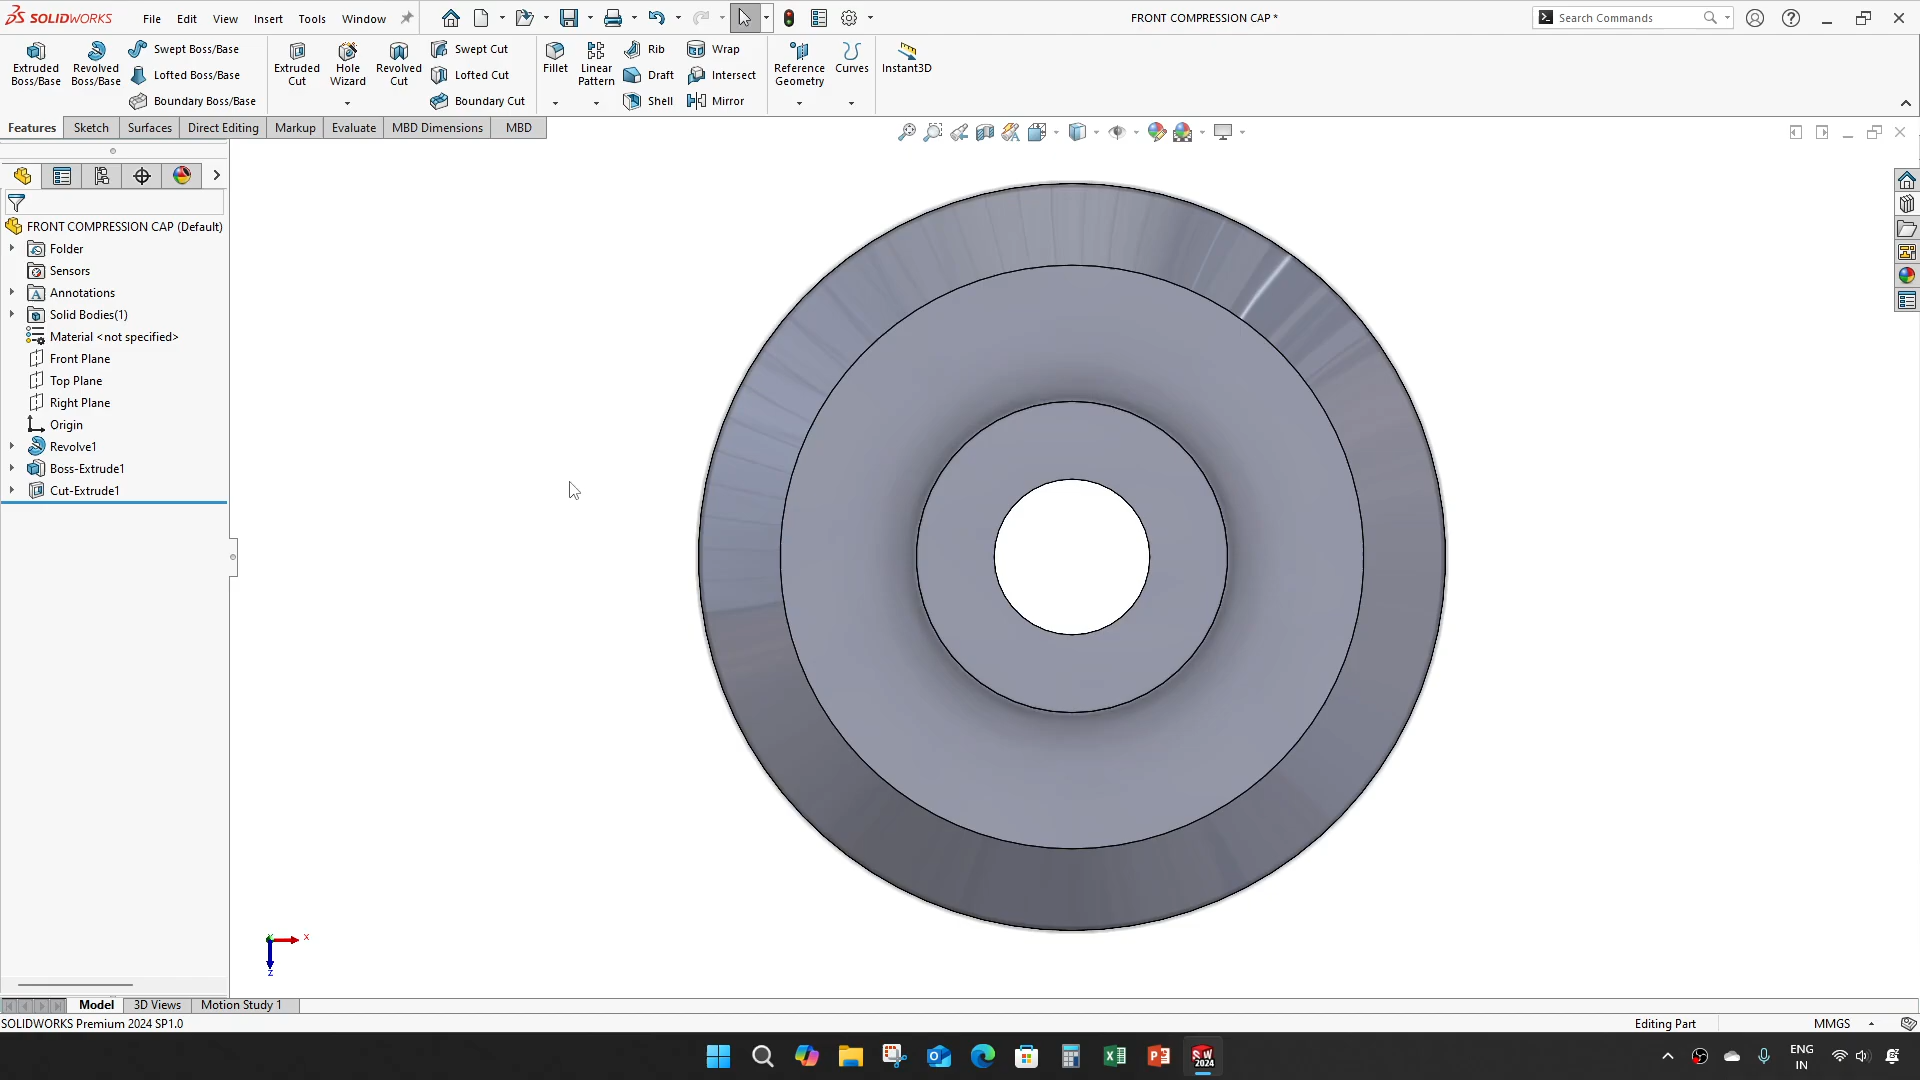 SOLIDWORKS File Edit View Insert Tools Window FRONT COMPRESSION CAP * Search Commands
Extruded Boss/Base
Revolved Boss/Base
Swept Boss/Base
Lofted Boss/Base
Boundary Boss/Base
Extruded Cut
Hole Wizard
Revolved Cut
Swept Cut
Lofted Cut
Boundary Cut
Fillet
Linear Pattern
Rib
Draft
Shell
Wrap
Intersect
Mirror
Reference Geometry
Curves
Instant3D
Features Sketch Surfaces Direct Editing Markup Evaluate MBD Dimensions MBD
FRONT COMPRESSION CAP (Default)
Folder
Sensors
A Annotations
Solid Bodies(1)
Material <not specified>
Front Plane
Top Plane
Right Plane
Origin
Revolve1
Boss-Extrude1
Cut-Extrude1
Y X
Z
Model 3D Views Motion Study 1
SOLIDWORKS Premium 2024 SP1.0 Editing Part MMGS
SW 2024
ENG
IN